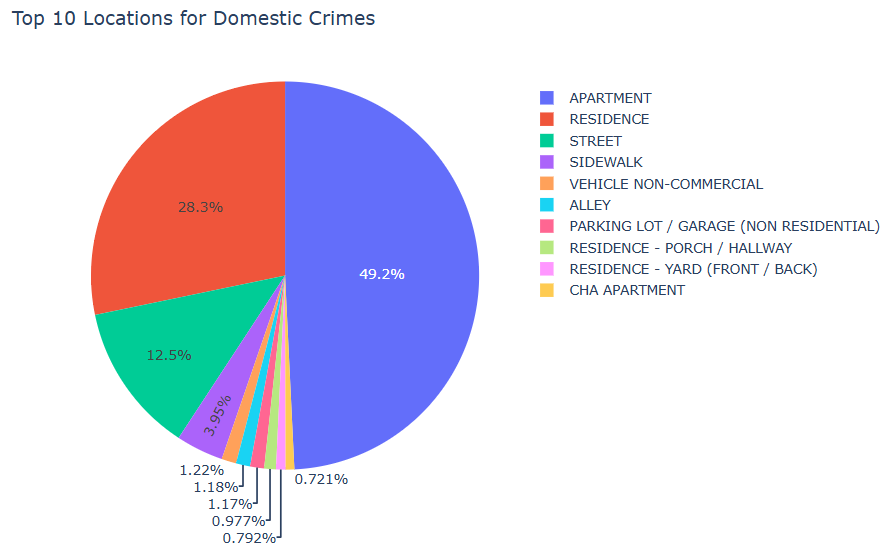 Top 10 Locations for Domestic Crimes
APARTMENT
RESIDENCE
STREET
SIDEWALK
VEHICLE NON-COMMERCIAL
ALLEY
PARKING LOT / GARAGE (NON RESIDENTIAL)
RESIDENCE - PORCH / HALLWAY
RESIDENCE - YARD (FRONT / BACK)
CHA APARTMENT
28.3%
49.2%
12.5%
3.95%
1.22%
0.721%
1.18%
1.17%
0.977%
0.792%